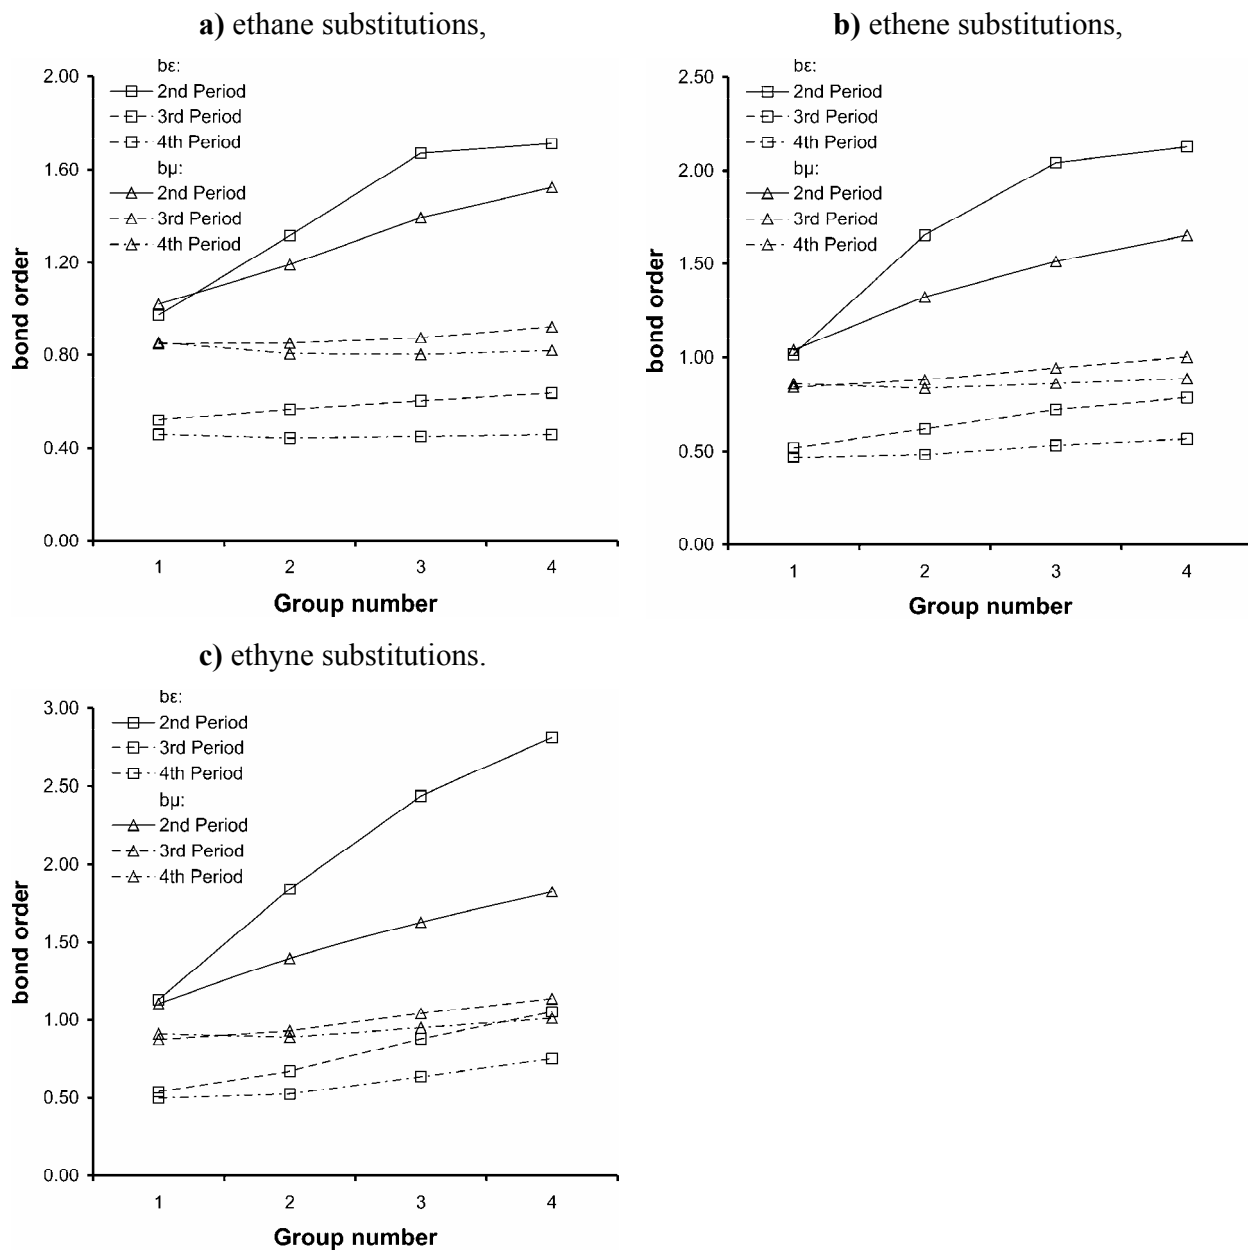 a) ethane substitutions,
2.00
1.60
1.20
0.80
0.40
0.00
bond order
bε:
2nd Period
3rd Period
4th Period
bμ:
2nd Period
3rd Period
4th Period
1 2 3 4
Group number
b) ethene substitutions,
2.50
2.00
1.50
1.00
0.50
0.00
bond order
bε:
2nd Period
3rd Period
4th Period
bμ:
2nd Period
3rd Period
4th Period
1 2 3 4
Group number
c) ethyne substitutions.
3.00
2.50
2.00
1.50
1.00
0.50
0.00
bond order
bε:
2nd Period
3rd Period
4th Period
bμ:
2nd Period
3rd Period
4th Period
1 2 3 4
Group number